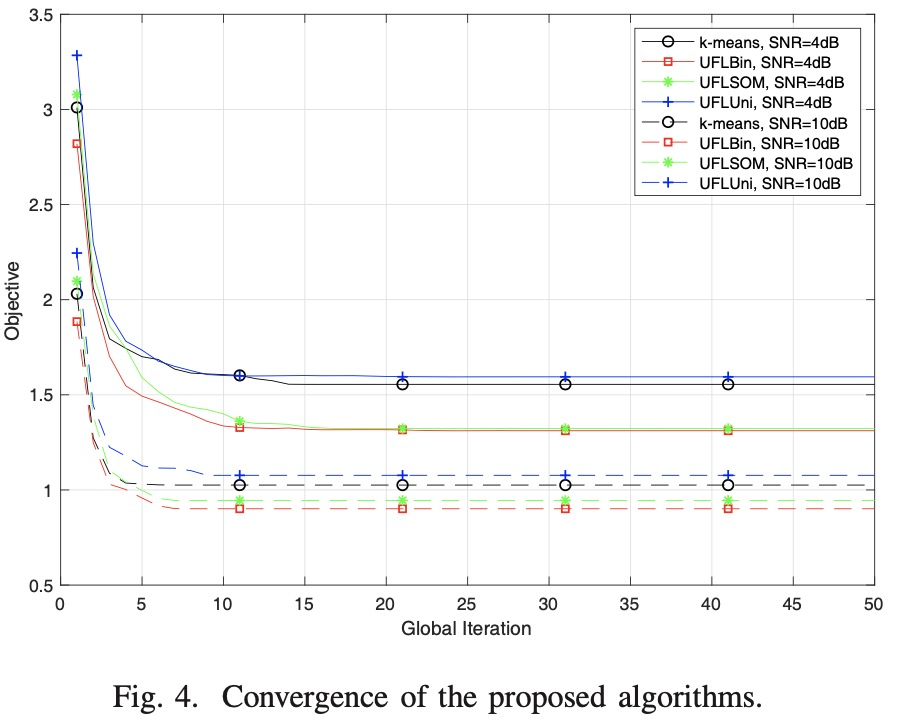 3.5
3
2.5
2
1.5
1
0.5
Objective
k-means, SNR=4dB
UFLBin, SNR=4dB
UFLSOM, SNR=4dB
UFLUni, SNR=4dB
k-means, SNR=10dB
UFLBin, SNR=10dB
UFLSOM, SNR=10dB
UFLUni, SNR=10dB
0 5 10 15 20 25 30 35 40 45 50
Global Iteration
Fig. 4. Convergence of the proposed algorithms.